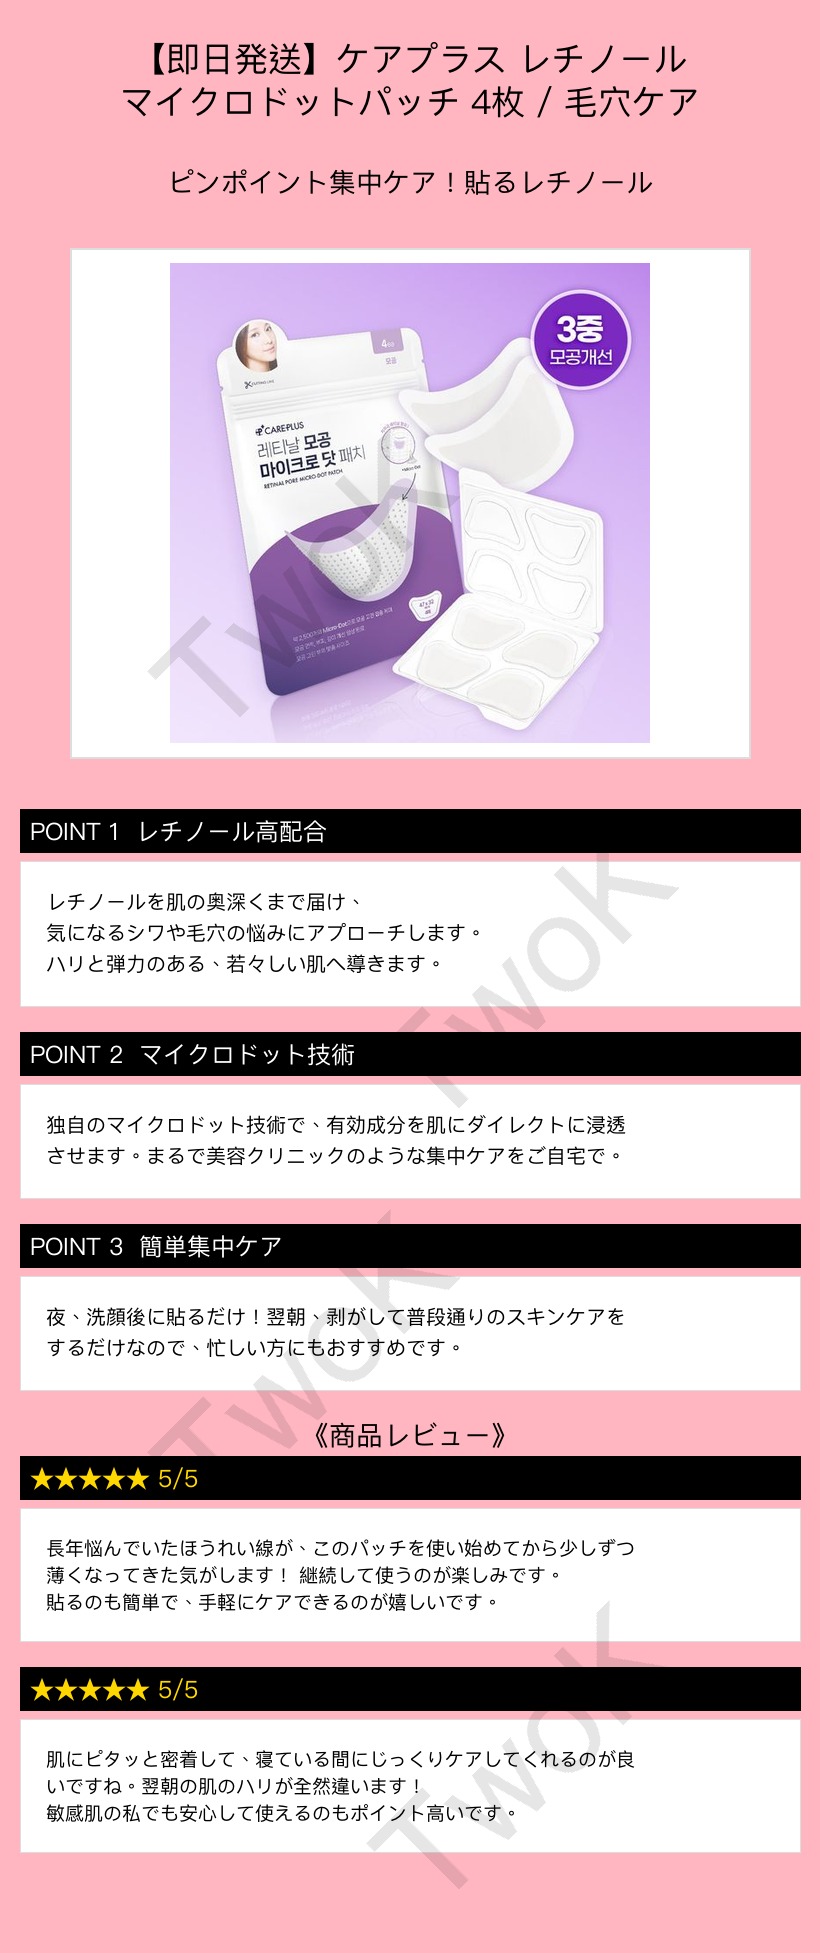 【即日発送】ケアプラス レチノール
マイクロドットパッチ 4枚 / 毛穴ケア
ピンポイント集中ケア！貼るレチノール
3중
모공개선
4
모공
CUTTING LINE
CAREPLUS
레티날 모공
마이크로 닷 패치
RETINAL PORE MICRO-DOT PATCH
Micro-Dot
TwoK
POINT 1 レチノール高配合
レチノールを肌の奥深くまで届け、
気になるシワや毛穴の悩みにアプローチします。
ハリと弾力のある、若々しい肌へ導きます。
TwoK
POINT 2 マイクロドット技術
独自のマイクロドット技術で、有効成分を肌にダイレクトに浸透
させます。まるで美容クリニックのような集中ケアをご自宅で。
POINT 3 簡単集中ケア
夜、洗顔後に貼るだけ！翌朝、剥がして普段通りのスキンケアを
するだけなので、忙しい方にもおすすめです。
TwoK
《商品レビュー》
★★★★★ 5/5
長年悩んでいたほうれい線が、このパッチを使い始めてから少しずつ
薄くなってきた気がします！ 継続して使うのが楽しみです。
貼るのも簡単で、手軽にケアできるのが嬉しいです。
★★★★★ 5/5
肌にピタッと密着して、寝ている間にじっくりケアしてくれるのが良
いですね。翌朝の肌のハリが全然違います！
敏感肌の私でも安心して使えるのもポイント高いです。
TwoK